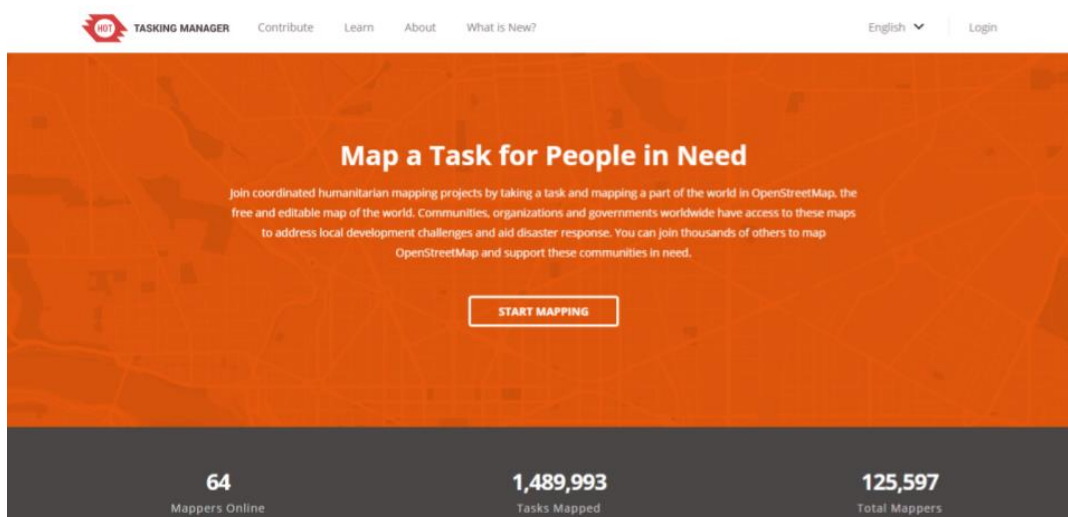 HOT TASKING MANAGER Contribute Learn About What is New? English Login
Map a Task for People in Need
Join coordinated humanitarian mapping projects by taking a task and mapping a part of the world in OpenStreetMap, the
free and editable map of the world. Communities, organizations and governments worldwide have access to these maps
to address local development challenges and aid disaster response. You can join thousands of others to map
OpenStreetMap and support these communities in need.
START MAPPING
64 1,489,993 125,597
Mappers Online Tasks Mapped Total Mappers